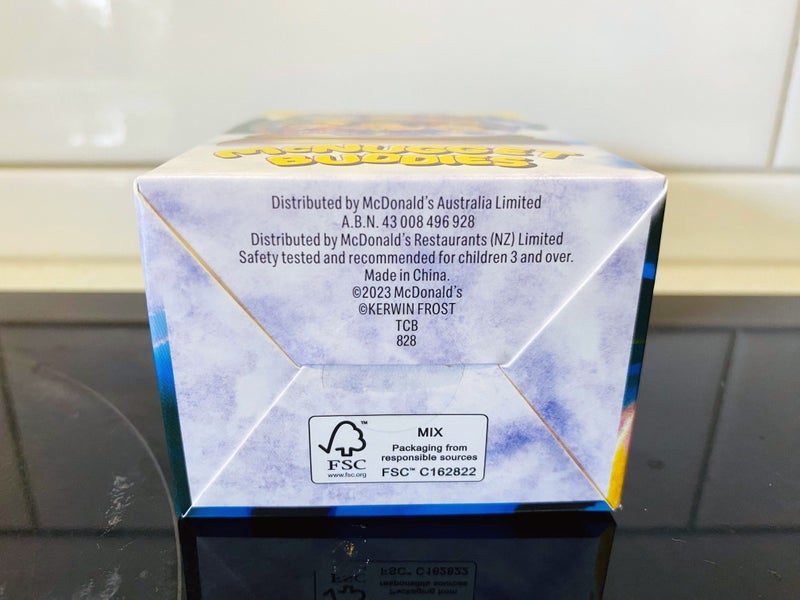 McNUGGET
BUDDIES
Distributed by McDonald's Australia Limited
A.B.N. 43 008 496 928
Distributed by McDonald's Restaurants (NZ) Limited
Safety tested and recommended for children 3 and over.
Made in China.
©2023 McDonald's
©KERWIN FROST
TCB
828
FSC
www.fsc.org
MIX
Packaging from
responsible sources
FSC™ C162822